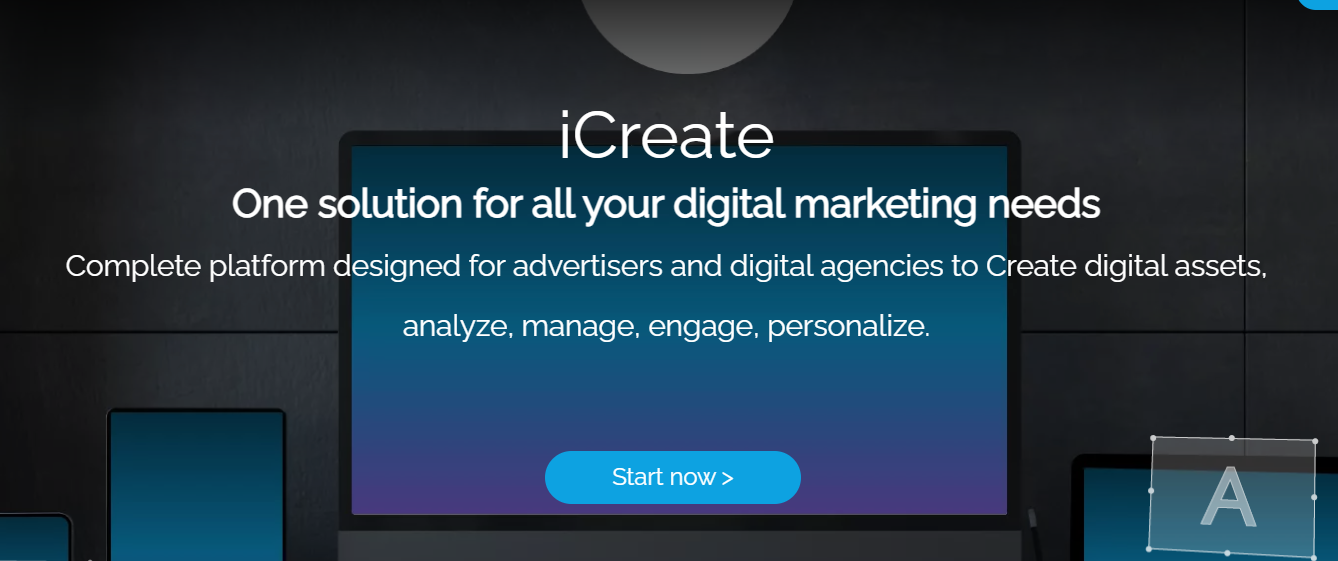 iCreate
One solution for all your digital marketing needs
Complete platform designed for advertisers and digital agencies to Create digital assets,
analyze, manage, engage, personalize.
Start now >
A